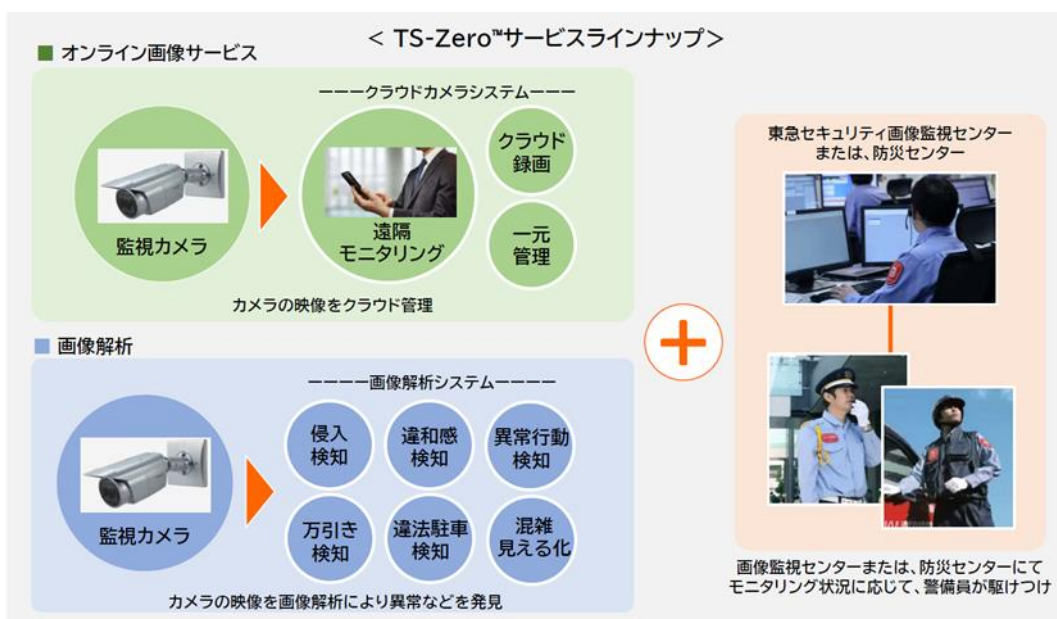 < TS-Zero™サービスラインナップ>
■ オンライン画像サービス
ーーークラウドカメラシステムーーー
監視カメラ
遠隔
モニタリング
クラウド
録画
一元
管理
カメラの映像をクラウド管理
■ 画像解析
ーーーー画像解析システムーーーー
監視カメラ
侵入
検知
違和感
検知
異常行動
検知
万引き
検知
違法駐車
検知
混雑
見える化
カメラの映像を画像解析により異常などを発見
+
東急セキュリティ画像監視センター
または、防災センター
画像監視センターまたは、防災センターにて
モニタリング状況に応じて、警備員が駆けつけ